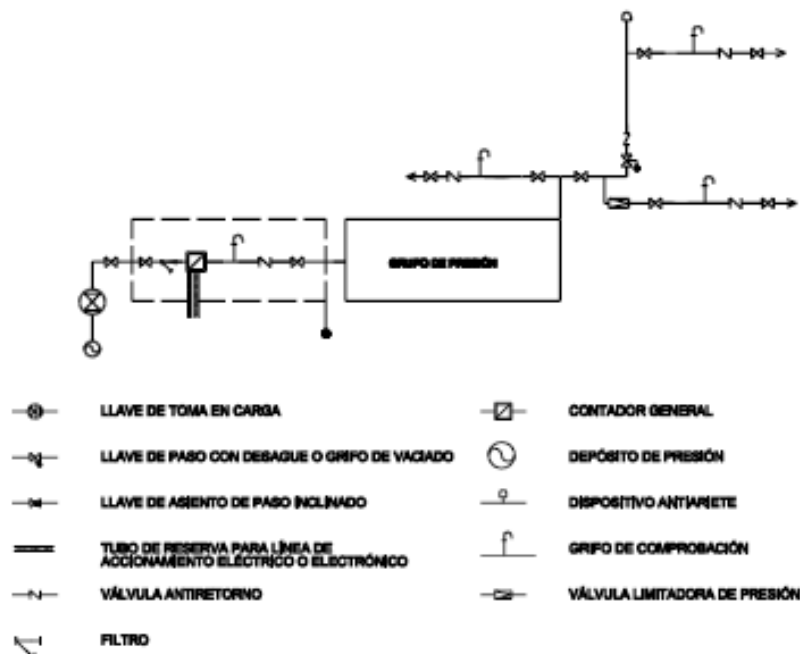 GRUPO DE PRESIÓN
LLAVE DE TOMA EN CARGA
LLAVE DE PASO CON DESAGUE O GRIFO DE VACIADO
LLAVE DE ASIENTO DE PASO INCLINADO
TUBO DE RESERVA PARA LÍNEA DE
ACCIONAMIENTO ELÉCTRICO O ELECTRÓNICO
VÁLVULA ANTIRETORNO
FILTRO
CONTADOR GENERAL
DEPÓSITO DE PRESIÓN
DISPOSITIVO ANTIARIETE
GRIFO DE COMPROBACIÓN
VÁLVULA LIMITADORA DE PRESIÓN